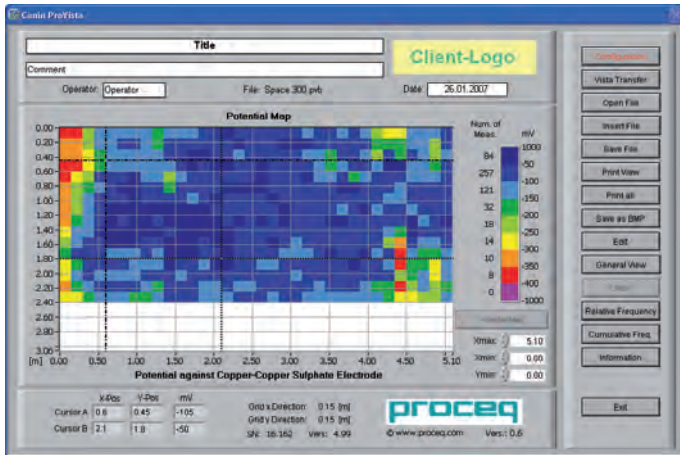 Canin ProVista
Title
Client-Logo
Comment
Operator: Operator
File: Space 300.pvb
Date: 26.01.2007
Potential Map
Num. of
Meas.
mV
0.00
0.20
0.40
0.60
0.80
1.00
1.20
1.40
1.60
1.80
2.00
2.20
2.40
2.60
2.80
3.06
84
257
121
32
18
14
10
8
0
1000
-50
-100
-150
-200
-250
-300
-350
-400
-1000
[m] 0.00 0.50 1.00 1.50 2.00 2.50 3.00 3.50 4.00 4.50 5.10
Potential against Copper-Copper Sulphate Electrode
Xmax: 5.10
Xmin: 0.00
Ymin: 0.00
X-Pos Y-Pos mV
Cursor A 0.6 0.45 -105
Cursor B 2.1 1.8 -50
Grid x Direction: 0.15 [m]
Grid y Direction: 0.15 [m]
SN: 16.162 Vers: 4.99
proceq
© www.proceq.com Vers.: 0.6
Configuration
Vista Transfer
Open File
Insert File
Save File
Print View
Print all
Save as BMP
Edit
General View
Relative Frequency
Cumulative Freq.
Information
Exit